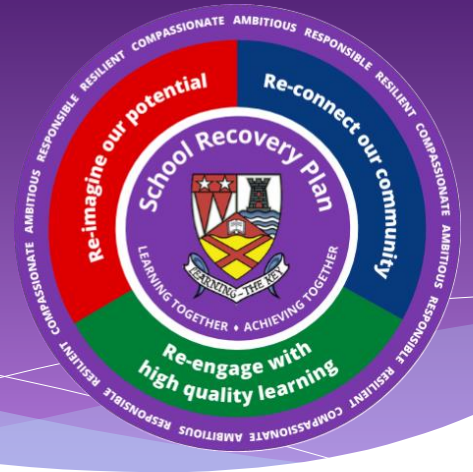 AMBITIOUS RESPONSIBLE RESILIENT COMPASSIONATE AMBITIOUS RESPONSIBLE RESILIENT COMPASSIONATE AMBITIOUS RESPONSIBLE RESILIENT COMPASSIONATE AMBITIOUS RESPONSIBLE RESILIENT COMPASSIONATE
Re-imagine our potential
Re-connect our community
School Recovery Plan
LEARNING - THE KEY
LEARNING TOGETHER • ACHIEVING TOGETHER
Re-engage with
high quality learning